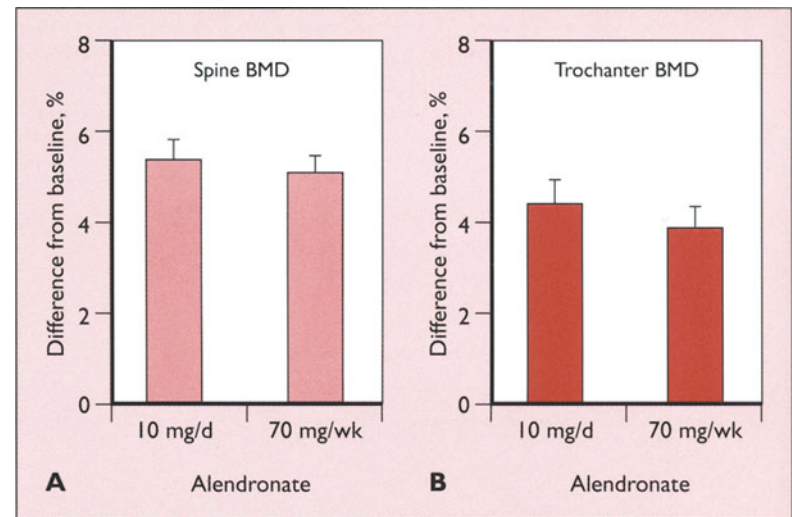 Spine BMD
Difference from baseline, %
8
6
4
2
0
10 mg/d 70 mg/wk
A Alendronate
Trochanter BMD
Difference from baseline, %
8
6
4
2
0
10 mg/d 70 mg/wk
B Alendronate